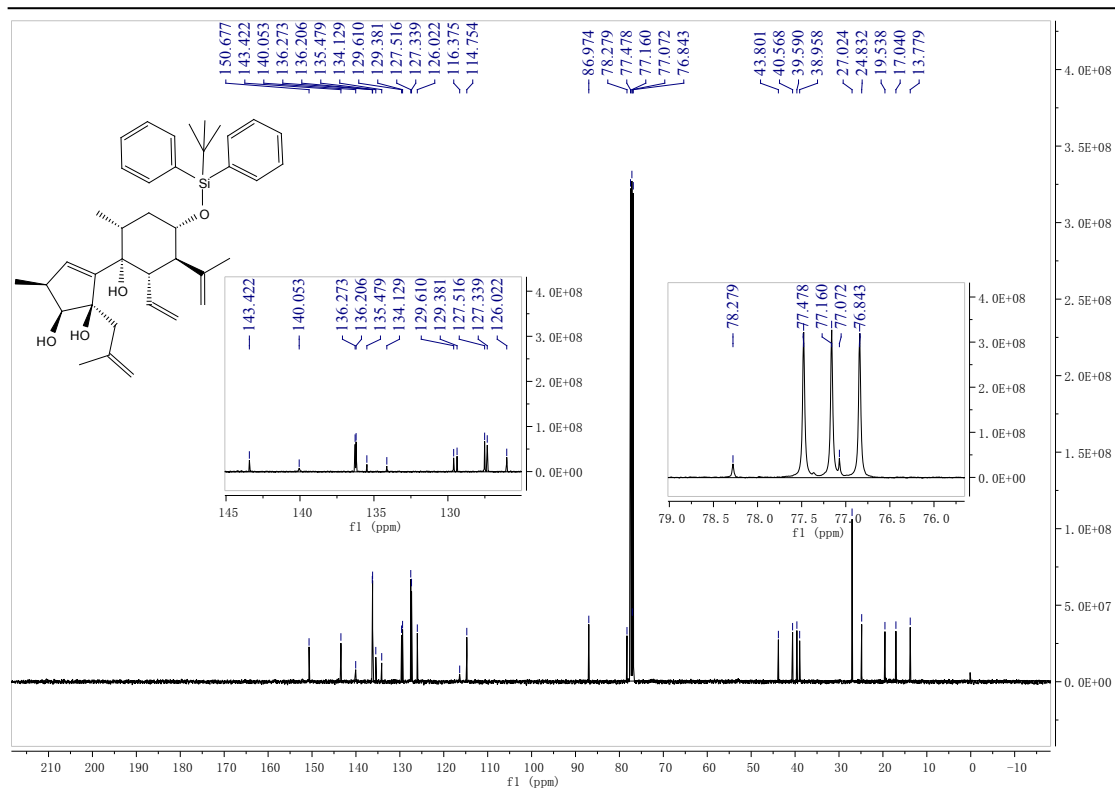 150.677
143.422
140.053
136.273
136.206
135.479
134.129
129.610
129.381
127.516
127.339
126.022
116.375
114.754
86.974
78.279
77.478
77.160
77.072
76.843
43.801
40.568
39.590
38.958
27.024
24.832
19.538
17.040
13.779
4.0E+08
3.5E+08
3.0E+08
2.5E+08
2.0E+08
1.5E+08
1.0E+08
5.0E+07
0.0E+00
Si
O
HO
HO
HO
143.422
140.053
136.273
136.206
135.479
134.129
129.610
129.381
127.516
127.339
126.022
4.0E+08
3.0E+08
2.0E+08
1.0E+08
0.0E+00
145 140 135 130
f1 (ppm)
78.279
77.478
77.160
77.072
76.843
4.0E+08
3.0E+08
2.0E+08
1.0E+08
0.0E+00
79.0 78.5 78.0 77.5 77.0 76.5 76.0
f1 (ppm)
210 200 190 180 170 160 150 140 130 120 110 100 90 80 70 60 50 40 30 20 10 0 -10
f1 (ppm)